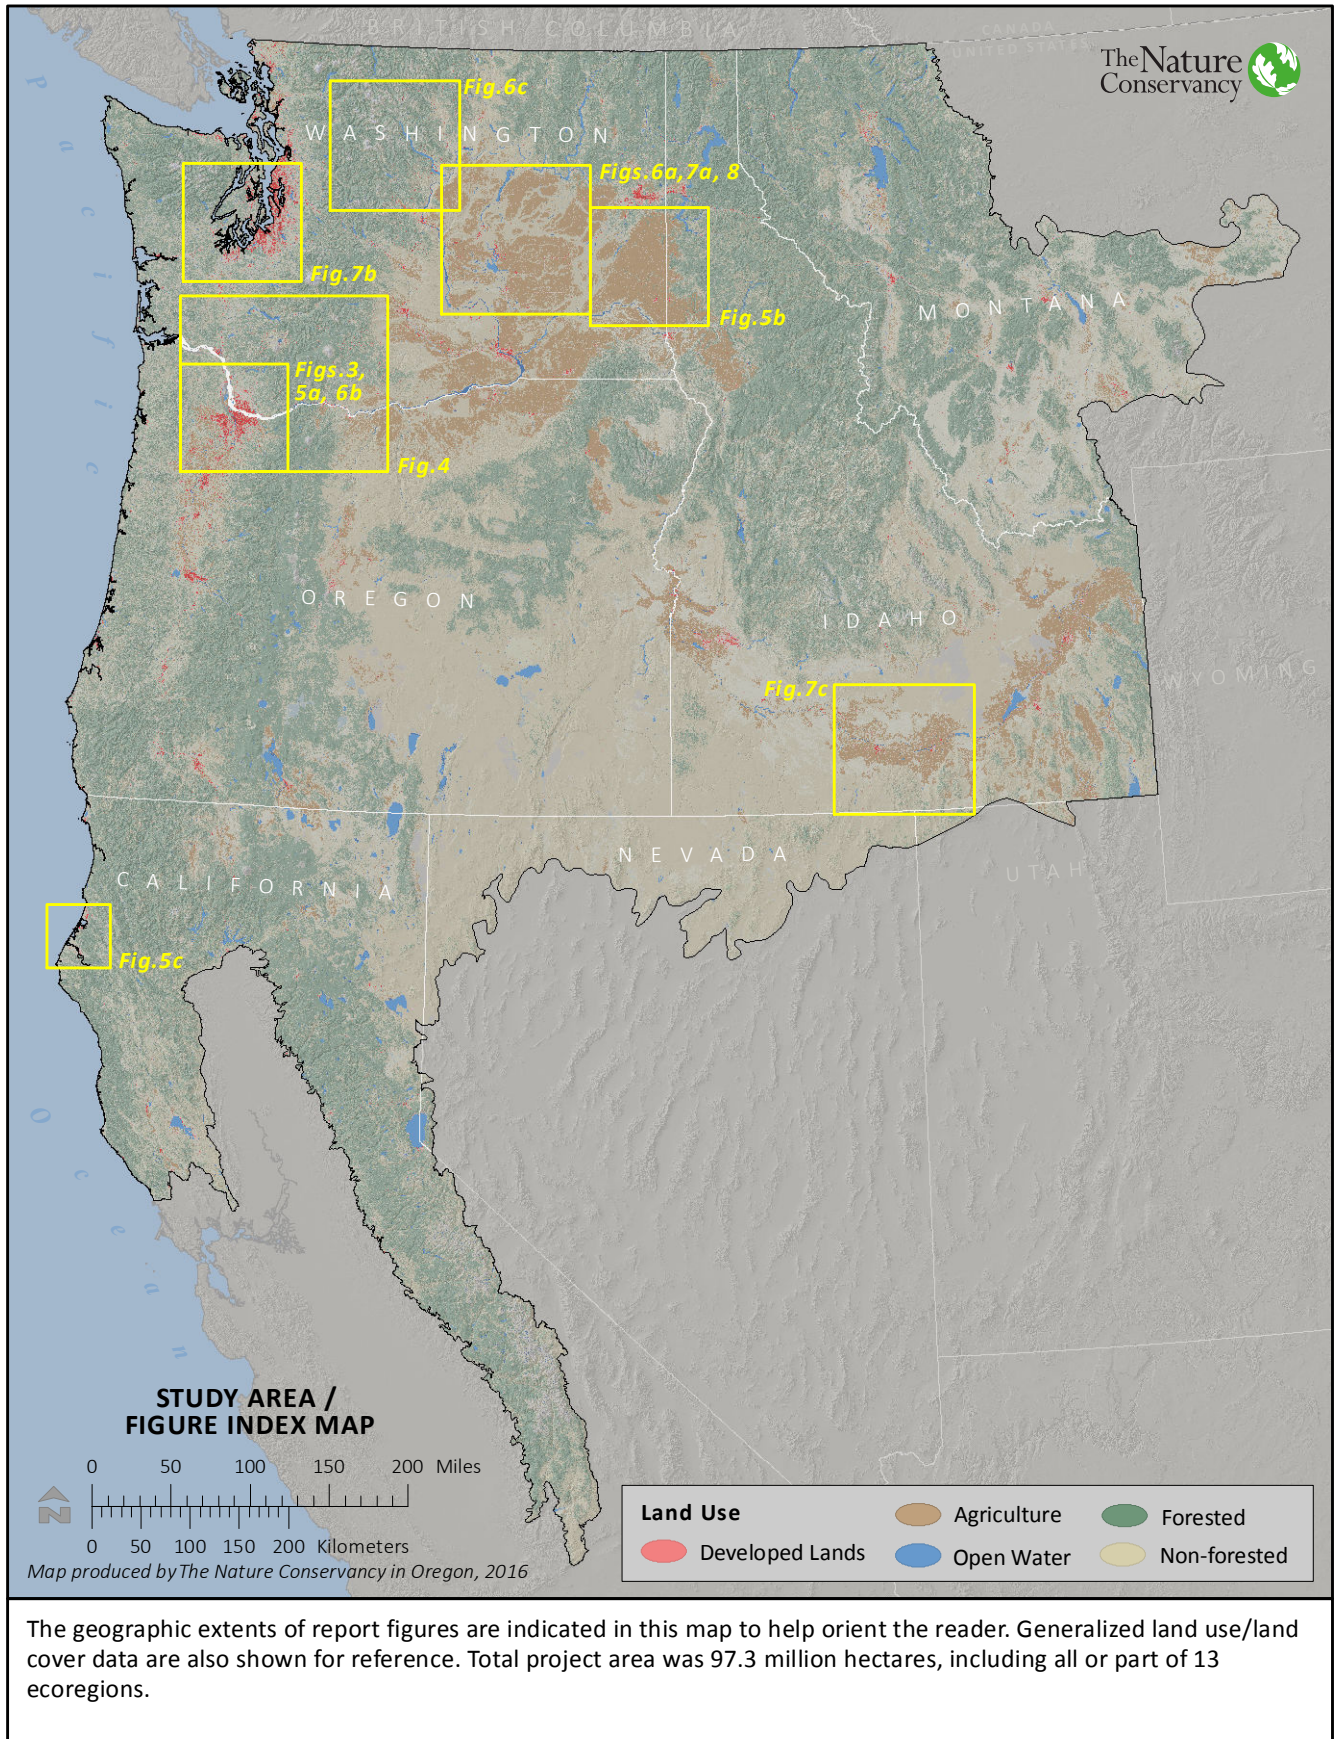 BRITISH COLUMBIA
CANADA
UNITED STATES
The Nature
Conservancy
Pacific
Ocean
WASHINGTON
Fig.6c
Figs.6a,7a, 8
Fig.7b
Fig.5b
MONTANA
Figs.3,
5a, 6b
Fig.4
OREGON
IDAHO
WYOMING
Fig.7c
NEVADA
UTAH
CALIFORNIA
Fig.5c
STUDY AREA /
FIGURE INDEX MAP
0 50 100 150 200 Miles
N
0 50 100 150 200 Kilometers
Map produced by The Nature Conservancy in Oregon, 2016
Land Use
Developed Lands
Agriculture
Open Water
Forested
Non-forested
The geographic extents of report figures are indicated in this map to help orient the reader. Generalized land use/land
cover data are also shown for reference. Total project area was 97.3 million hectares, including all or part of 13
ecoregions.